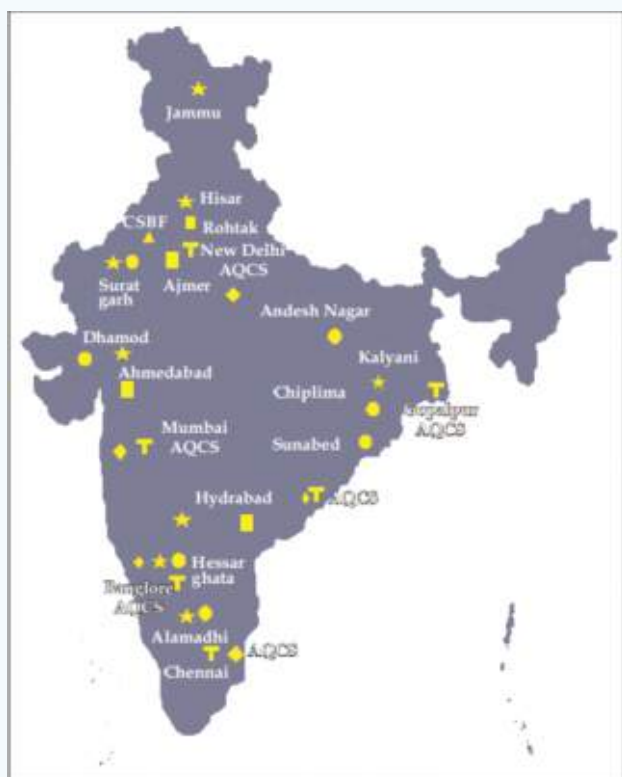 Jammu
Hisar
CSBF
Rohtak
New Delhi
AQCS
Surat
garh
Ajmer
Andesh Nagar
Dhamod
Kalyani
Ahmedabad
Chiplima
Gopalpur
AQCS
Mumbai
AQCS
Sunabed
Hydrabad
AQCS
Hessar
ghata
Banglore
AQCS
Alamadhi
AQCS
Chennai